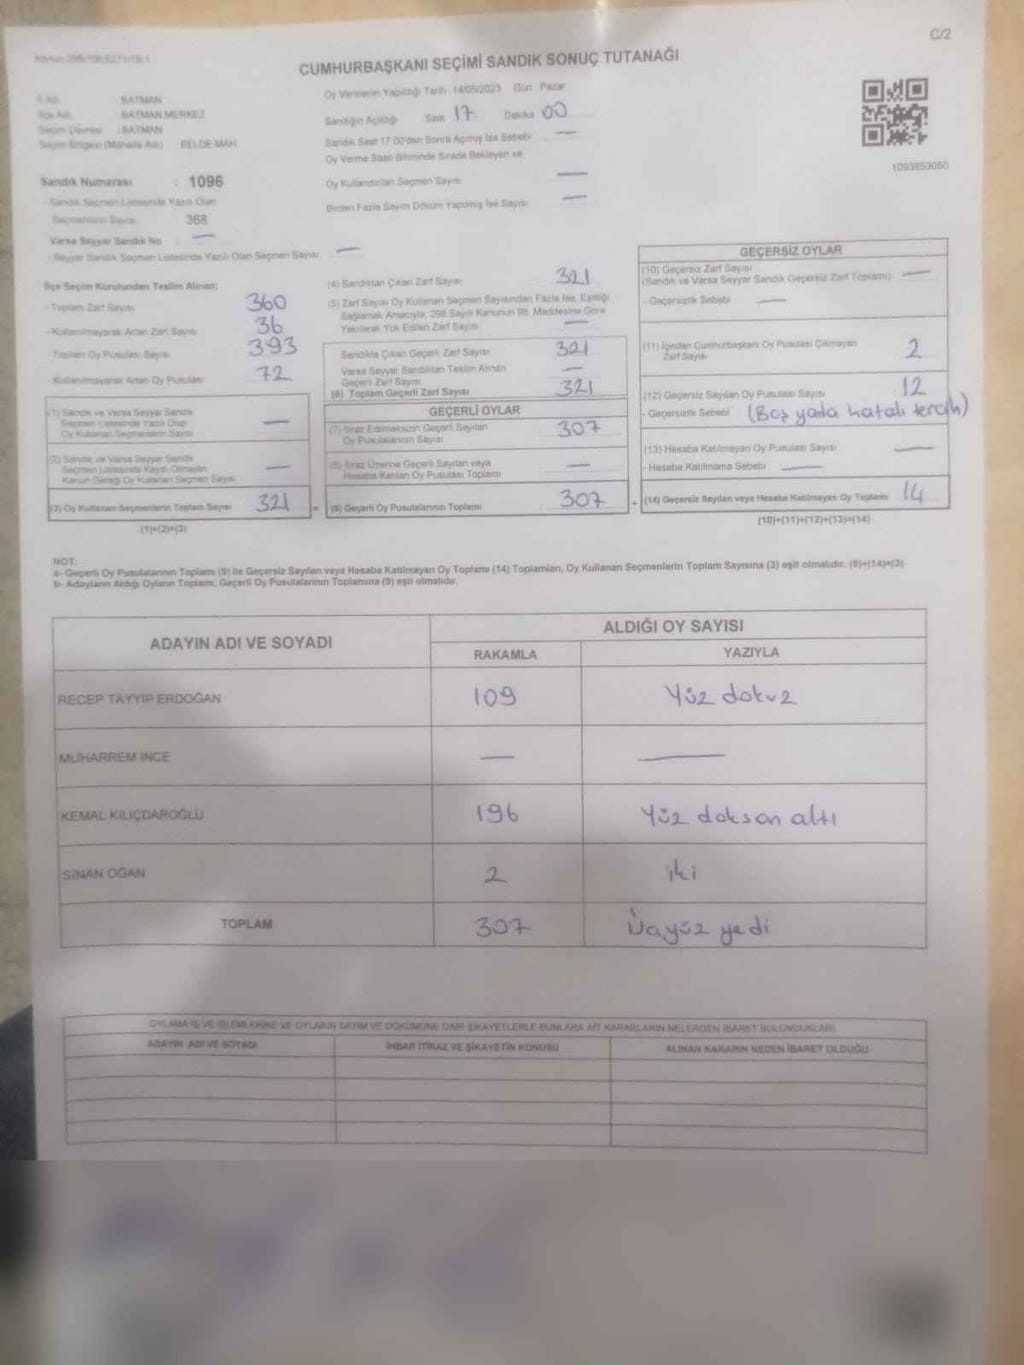 C/2
CUMHURBAŞKANI SEÇİMİ SANDIK SONUÇ TUTANAĞI
1093853050
İl Adı : BATMAN
İlçe Adı : BATMAN MERKEZ
Seçim Çevresi : BATMAN
Seçim Bölgesi (Mahalle Adı) : BELDE MAH
Sandık Numarası : 1096
- Sandık Seçmen Listesinde Yazılı Olan
Seçmenlerin Sayısı : 368
Varsa Seyyar Sandık No : —
- Seyyar Sandık Seçmen Listesinde Yazılı Olan Seçmen Sayısı —
Oy Vermenin Yapıldığı Tarih 14/05/2023 Gün: Pazar
Sandığın Açıldığı Saat 17 Dakika 00
Sandık Saat 17.00'den Sonra Açılmış İse Sebebi —
Oy Verme Saati Bitiminde Sırada Bekleyen ve
Oy Kullandırılan Seçmen Sayısı —
Birden Fazla Sayım Döküm Yapılmış İse Sayısı —
İlçe Seçim Kurulundan Teslim Alınan;
- Toplam Zarf Sayısı 360
- Kullanılmayarak Artan Zarf Sayısı 36
Toplam Oy Pusulası Sayısı 393
- Kullanılmayarak Artan Oy Pusulası 72
(1) Sandık ve Varsa Seyyar Sandık
Seçmen Listesinde Yazılı Olup
Oy Kullanan Seçmenlerin Sayısı —
(2) Sandık ve Varsa Seyyar Sandık
Seçmen Listesinde Kaydı Olmayan
Kanun Gereği Oy Kullanan Seçmen Sayısı —
(3) Oy Kullanan Seçmenlerin Toplam Sayısı 321
(1)+(2)=(3)
(4) Sandıktan Çıkan Zarf Sayısı 321
(5) Zarf Sayısı Oy Kullanan Seçmen Sayısından Fazla İse, Eşitliği
Sağlamak Amacıyla, 298 Sayılı Kanunun 98. Maddesine Göre
Yakılarak Yok Edilen Zarf Sayısı —
Sandıkta Çıkan Geçerli Zarf Sayısı 321
Varsa Seyyar Sandıktan Teslim Alınan
Geçerli Zarf Sayısı —
(6) Toplam Geçerli Zarf Sayısı 321
GEÇERLİ OYLAR
(7) İtiraz Edilmeksizin Geçerli Sayılan
Oy Pusulalarının Sayısı 307
(8) İtiraz Üzerine Geçerli Sayılan veya
Hesaba Katılan Oy Pusulası Toplamı —
(9) Geçerli Oy Pusulalarının Toplamı 307
GEÇERSİZ OYLAR
(10) Geçersiz Zarf Sayısı
(Sandık ve Varsa Seyyar Sandık Geçersiz Zarf Toplamı) —
- Geçersizlik Sebebi —
(11) İçinden Cumhurbaşkanı Oy Pusulası Çıkmayan
Zarf Sayısı 2
(12) Geçersiz Sayılan Oy Pusulası Sayısı 12
- Geçersizlik Sebebi (Boş yada hatalı tercih)
(13) Hesaba Katılmayan Oy Pusulası Sayısı —
- Hesaba Katılmama Sebebi —
(14) Geçersiz Sayılan veya Hesaba Katılmayan Oy Toplamı 14
(10)+(11)+(12)+(13)=(14)
NOT:
a- Geçerli Oy Pusulalarının Toplamı (9) ile Geçersiz Sayılan veya Hesaba Katılmayan Oy Toplamı (14) Toplamları, Oy Kullanan Seçmenlerin Toplam Sayısına (3) eşit olmalıdır. (9)+(14)=(3)
b- Adayların Aldığı Oyların Toplamı, Geçerli Oy Pusulalarının Toplamına (9) eşit olmalıdır.
ADAYIN ADI VE SOYADI ALDIĞI OY SAYISI
RAKAMLA YAZIYLA
RECEP TAYYİP ERDOĞAN 109 Yüz dokuz
MUHARREM İNCE — —
KEMAL KILIÇDAROĞLU 196 Yüz doksan altı
SİNAN OĞAN 2 iki
TOPLAM 307 Üçyüz yedi
OYLAMA İŞ VE İŞLEMLERİNE VE OYLARIN SAYIM VE DÖKÜMÜNE DAİR ŞİKAYETLERLE BUNLARA AİT KARARLARIN NELERDEN İBARET BULUNDUKLARI
ADAYIN ADI VE SOYADI İHBAR İTİRAZ VE ŞİKAYETİN KONUSU ALINAN KARARIN NEDEN İBARET OLDUĞU